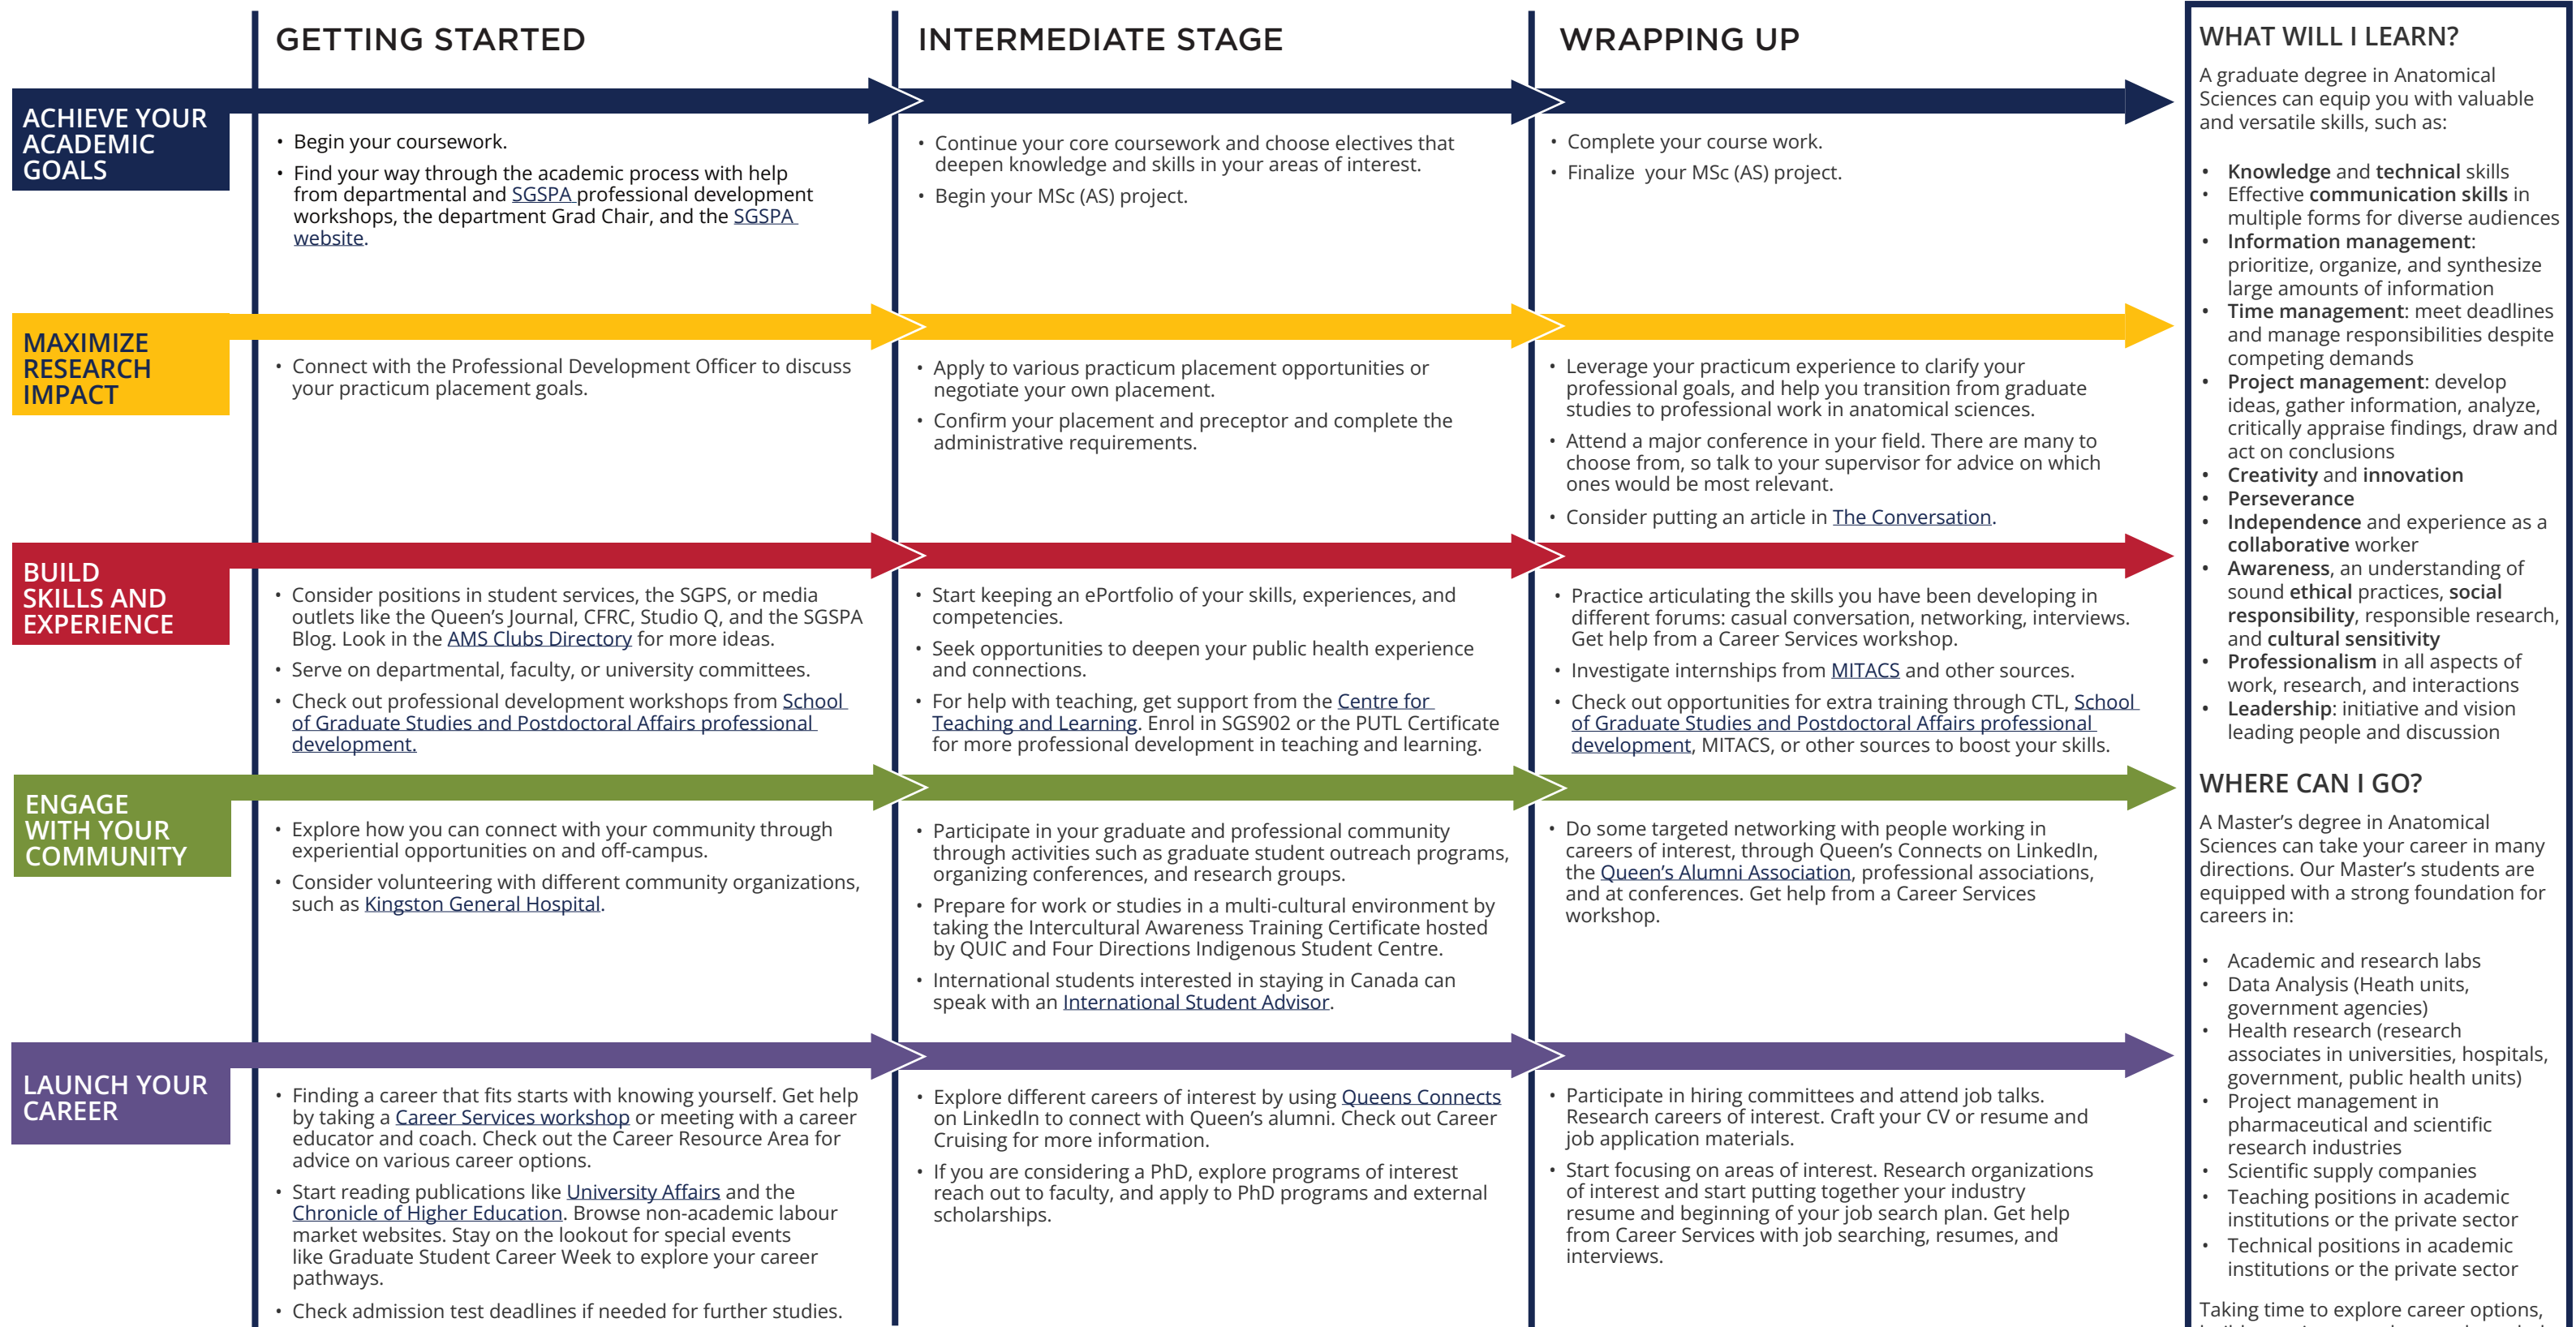 GETTING STARTED
INTERMEDIATE STAGE
WRAPPING UP
ACHIEVE YOUR
ACADEMIC
GOALS
• Begin your coursework.
• Find your way through the academic process with help
from departmental and SGSPA professional development
workshops, the department Grad Chair, and the SGSPA
website.
• Continue your core coursework and choose electives that
deepen knowledge and skills in your areas of interest.
• Begin your MSc (AS) project.
• Complete your course work.
• Finalize your MSc (AS) project.
MAXIMIZE
RESEARCH
IMPACT
• Connect with the Professional Development Officer to discuss
your practicum placement goals.
• Apply to various practicum placement opportunities or
negotiate your own placement.
• Confirm your placement and preceptor and complete the
administrative requirements.
• Leverage your practicum experience to clarify your
professional goals, and help you transition from graduate
studies to professional work in anatomical sciences.
• Attend a major conference in your field. There are many to
choose from, so talk to your supervisor for advice on which
ones would be most relevant.
• Consider putting an article in The Conversation.
BUILD
SKILLS AND
EXPERIENCE
• Consider positions in student services, the SGPS, or media
outlets like the Queen’s Journal, CFRC, Studio Q, and the SGSPA
Blog. Look in the AMS Clubs Directory for more ideas.
• Serve on departmental, faculty, or university committees.
• Check out professional development workshops from School
of Graduate Studies and Postdoctoral Affairs professional
development.
• Start keeping an ePortfolio of your skills, experiences, and
competencies.
• Seek opportunities to deepen your public health experience
and connections.
• For help with teaching, get support from the Centre for
Teaching and Learning. Enrol in SGS902 or the PUTL Certificate
for more professional development in teaching and learning.
• Practice articulating the skills you have been developing in
different forums: casual conversation, networking, interviews.
Get help from a Career Services workshop.
• Investigate internships from MITACS and other sources.
• Check out opportunities for extra training through CTL, School
of Graduate Studies and Postdoctoral Affairs professional
development, MITACS, or other sources to boost your skills.
ENGAGE
WITH YOUR
COMMUNITY
• Explore how you can connect with your community through
experiential opportunities on and off-campus.
• Consider volunteering with different community organizations,
such as Kingston General Hospital.
• Participate in your graduate and professional community
through activities such as graduate student outreach programs,
organizing conferences, and research groups.
• Prepare for work or studies in a multi-cultural environment by
taking the Intercultural Awareness Training Certificate hosted
by QUIC and Four Directions Indigenous Student Centre.
• International students interested in staying in Canada can
speak with an International Student Advisor.
• Do some targeted networking with people working in
careers of interest, through Queen’s Connects on LinkedIn,
the Queen’s Alumni Association, professional associations,
and at conferences. Get help from a Career Services
workshop.
LAUNCH YOUR
CAREER
• Finding a career that fits starts with knowing yourself. Get help
by taking a Career Services workshop or meeting with a career
educator and coach. Check out the Career Resource Area for
advice on various career options.
• Start reading publications like University Affairs and the
Chronicle of Higher Education. Browse non-academic labour
market websites. Stay on the lookout for special events
like Graduate Student Career Week to explore your career
pathways.
• Check admission test deadlines if needed for further studies.
• Explore different careers of interest by using Queens Connects
on LinkedIn to connect with Queen’s alumni. Check out Career
Cruising for more information.
• If you are considering a PhD, explore programs of interest
reach out to faculty, and apply to PhD programs and external
scholarships.
• Participate in hiring committees and attend job talks.
Research careers of interest. Craft your CV or resume and
job application materials.
• Start focusing on areas of interest. Research organizations
of interest and start putting together your industry
resume and beginning of your job search plan. Get help
from Career Services with job searching, resumes, and
interviews.
WHAT WILL I LEARN?
A graduate degree in Anatomical
Sciences can equip you with valuable
and versatile skills, such as:
• Knowledge and technical skills
• Effective communication skills in
multiple forms for diverse audiences
• Information management:
prioritize, organize, and synthesize
large amounts of information
• Time management: meet deadlines
and manage responsibilities despite
competing demands
• Project management: develop
ideas, gather information, analyze,
critically appraise findings, draw and
act on conclusions
• Creativity and innovation
• Perseverance
• Independence and experience as a
collaborative worker
• Awareness, an understanding of
sound ethical practices, social
responsibility, responsible research,
and cultural sensitivity
• Professionalism in all aspects of
work, research, and interactions
• Leadership: initiative and vision
leading people and discussion
WHERE CAN I GO?
A Master’s degree in Anatomical
Sciences can take your career in many
directions. Our Master’s students are
equipped with a strong foundation for
careers in:
• Academic and research labs
• Data Analysis (Heath units,
government agencies)
• Health research (research
associates in universities, hospitals,
government, public health units)
• Project management in
pharmaceutical and scientific
research industries
• Scientific supply companies
• Teaching positions in academic
institutions or the private sector
• Technical positions in academic
institutions or the private sector
Taking time to explore career options,